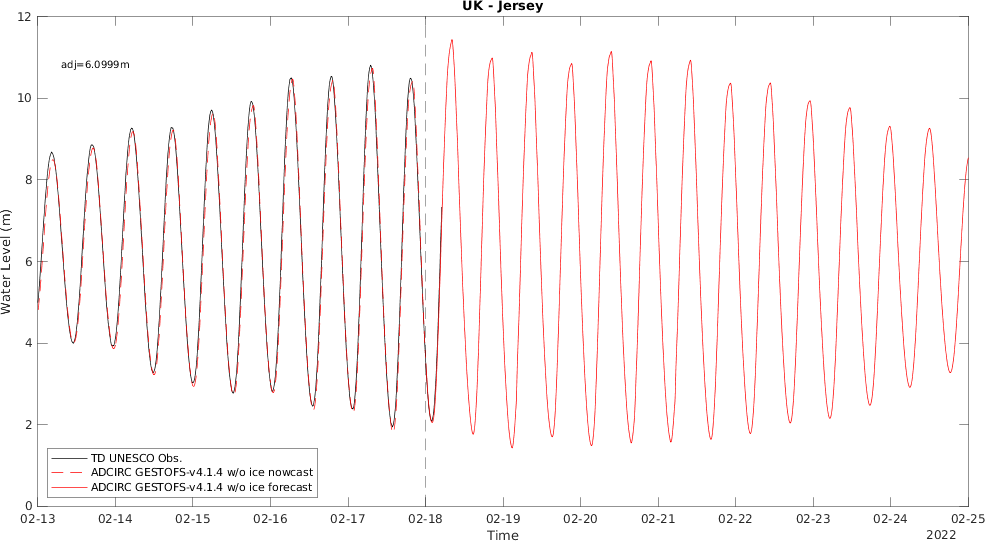 UK - Jersey
12
adj=6.0999m
10
8
6
4
2
0
Water Level (m)
TD UNESCO Obs.
ADCIRC GESTOFS-v4.1.4 w/o ice nowcast
ADCIRC GESTOFS-v4.1.4 w/o ice forecast
02-13 02-14 02-15 02-16 02-17 02-18 02-19 02-20 02-21 02-22 02-23 02-24 02-25
Time
2022